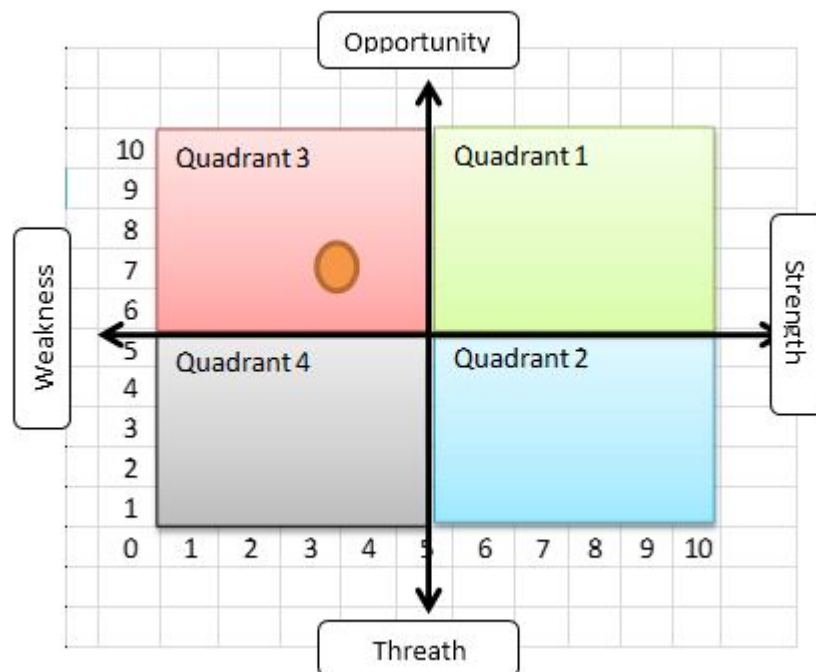 Opportunity
10
Quadrant 3
Quadrant 1
9
8
7
6
Weakness
Strength
5
Quadrant 4
Quadrant 2
4
3
2
1
0 1 2 3 4 5 6 7 8 9 10
Threath